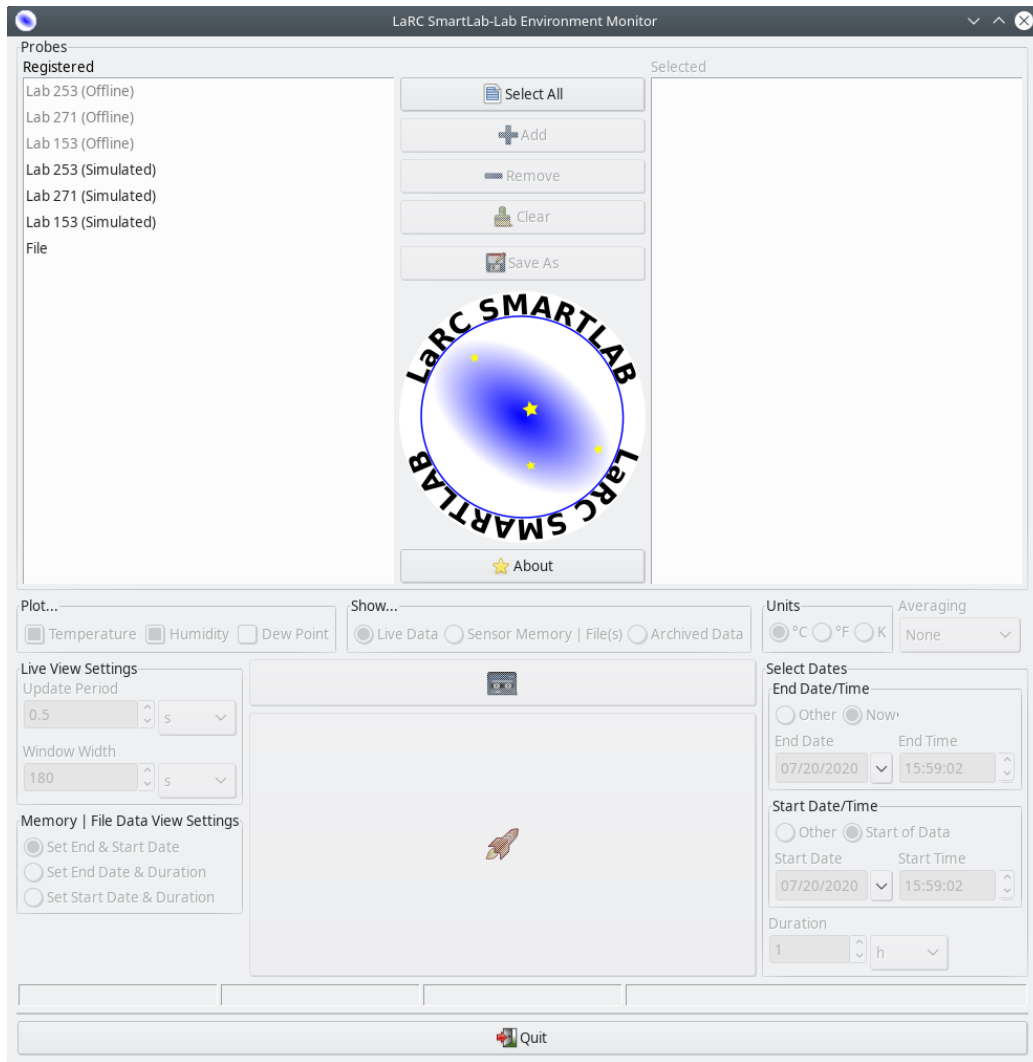 LaRC SmartLab-Lab Environment Monitor
Probes
Registered
Selected
Lab 253 (Offline)
Lab 271 (Offline)
Lab 153 (Offline)
Lab 253 (Simulated)
Lab 271 (Simulated)
Lab 153 (Simulated)
File
Select All
Add
Remove
Clear
Save As
LaRC SMARTLAB
LaRC SMARTLAB
About
Plot...
Temperature Humidity Dew Point
Show...
Live Data Sensor Memory | File(s) Archived Data
Units
°C °F K
Averaging
None
Live View Settings
Update Period
0.5 s
Window Width
180 s
Memory | File Data View Settings
Set End & Start Date
Set End Date & Duration
Set Start Date & Duration
Select Dates
End Date/Time
Other Now
End Date End Time
07/20/2020 15:59:02
Start Date/Time
Other Start of Data
Start Date Start Time
07/20/2020 15:59:02
Duration
1 h
Quit